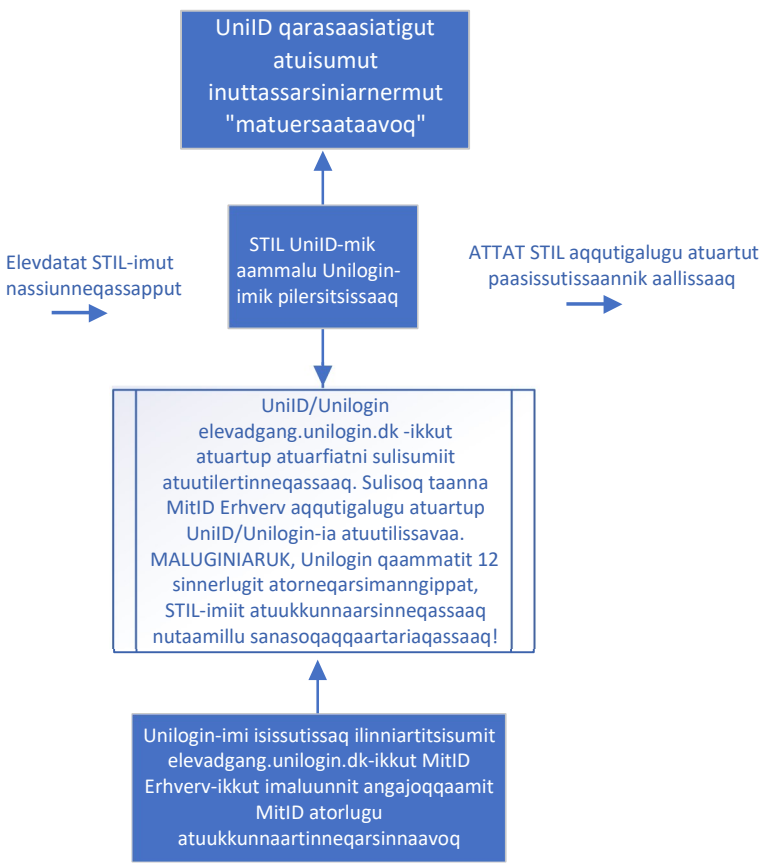 UniID qarasaasiatigut
atuisumut
inuttassarsiniarnermut
"matuersaataavoq"
Elevdatat STIL-imut
nassiunneqassapput
STIL UniID-mik
aammalu Unilogin-
imik pilersitsissaaq
ATTAT STIL aqqutigalugu atuartut
paasissutissaannik aallissaaq
UniID/Unilogin
elevadgang.unilogin.dk -ikkut
atuartup atuarfiatni sulisumiit
atuutilertinneqassaaq. Sulisoq taanna
MitID Erhverv aqqutigalugu atuartup
UniID/Unilogin-ia atuutilissavaa.
MALUGINIARUK, Unilogin qaammatit 12
sinnerlugit atorneqarsimanngippat,
STIL-imiit atuukkunnaarsinneqassaaq
nutaamillu sanasoqaqqaartariaqassaaq!
Unilogin-imi isissutissaq ilinniartitsisumit
elevadgang.unilogin.dk-ikkut MitID
Erhverv-ikkut imaluunnit angajoqqaamit
MitID atorlugu
atuukkunnaartinneqarsinnaavoq